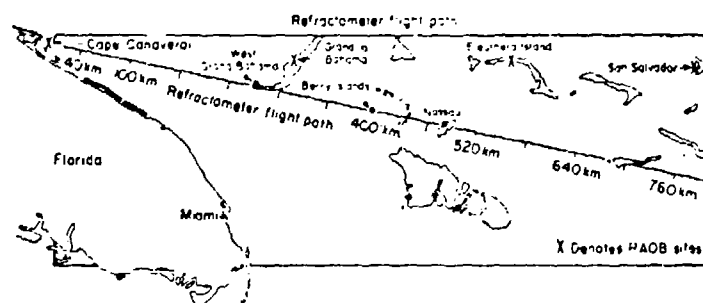 Refractometer flight path
Cape Canaveral
40 km
100 km
West
Grand Bahama
Grand
Bahama
Eleuthera Island
San Salvador
Refractometer flight path
Berry Islands
400 km
Nassau
520 km
640 km
760 km
Florida
Miami
X Denotes RAOB sites